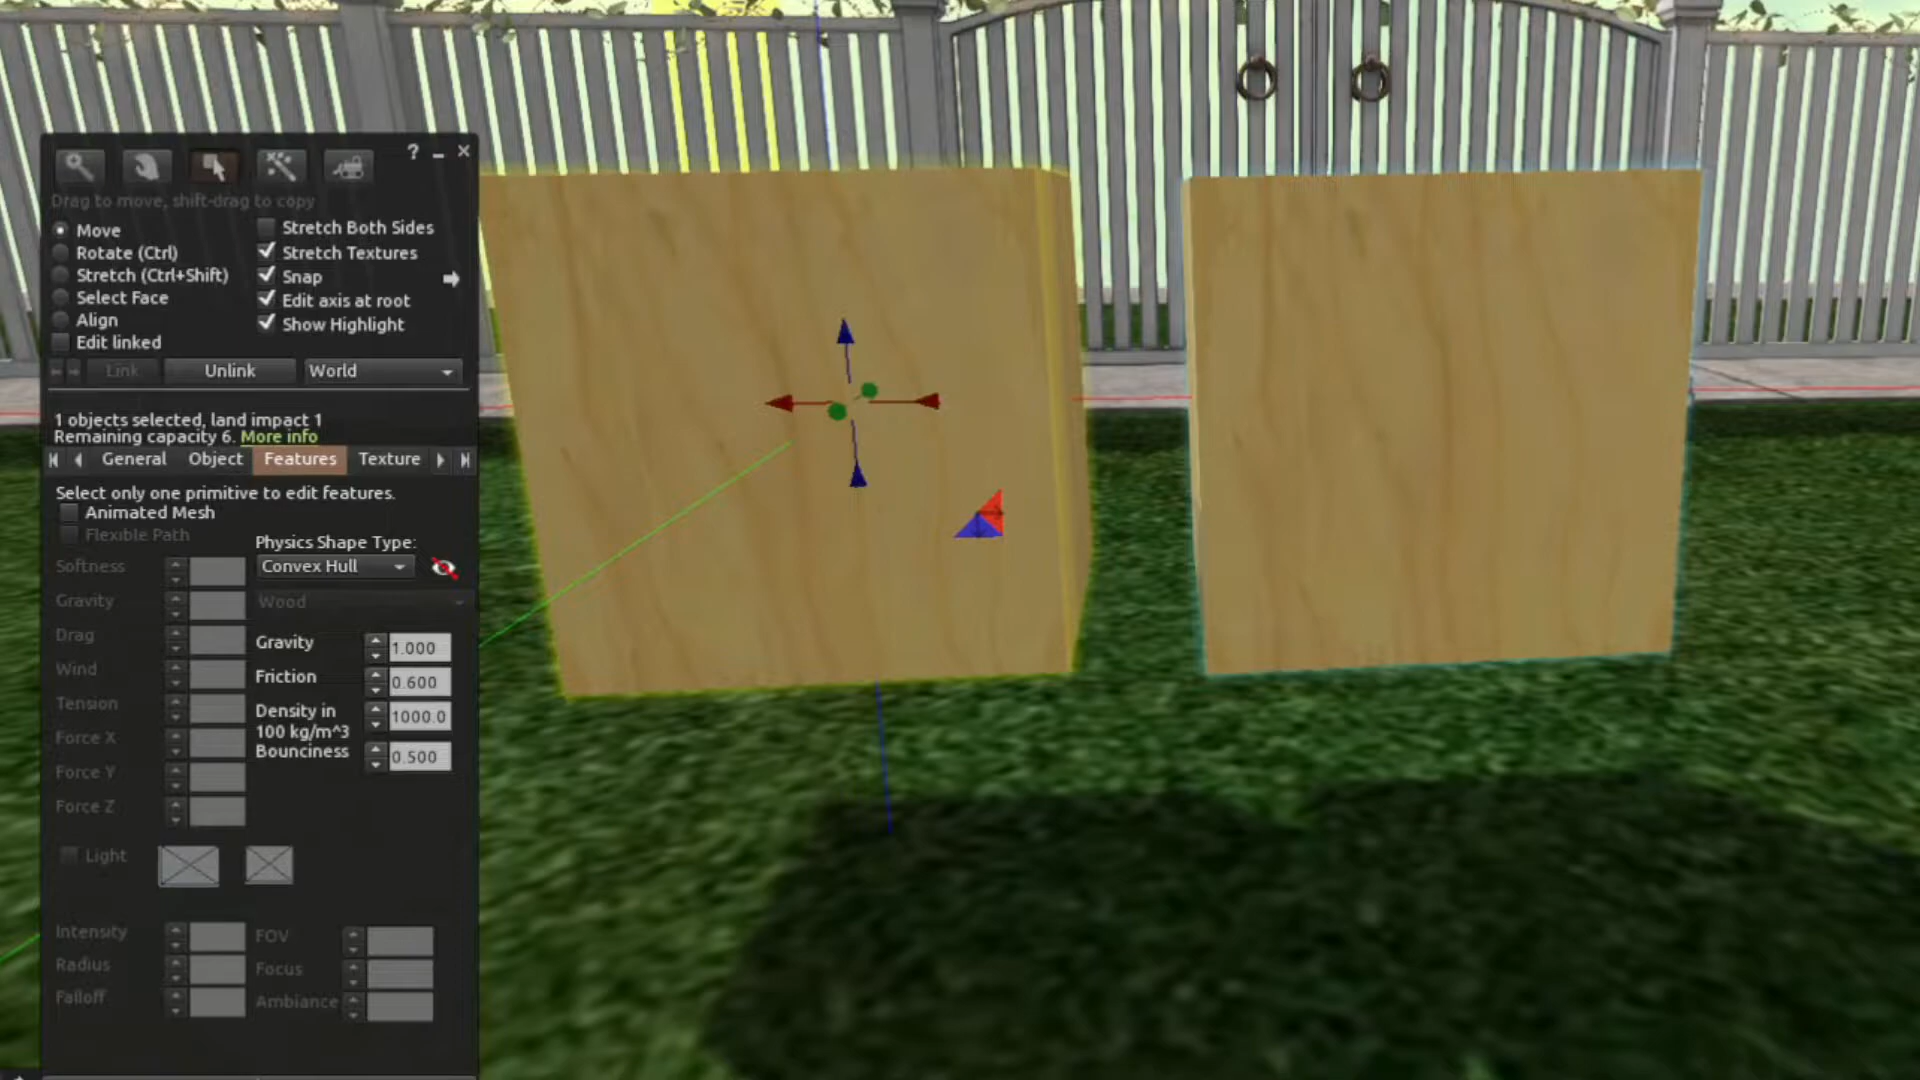 ?
Drag to move, shift-drag to copy
Move
Stretch Both Sides
Rotate (Ctrl)
Stretch Textures
Stretch (Ctrl+Shift)
Snap
Select Face
Edit axis at root
Align
Show Highlight
Edit linked
Link
Unlink
World
1 objects selected, land impact 1
Remaining capacity 6. More info
General
Object
Features
Texture
Select only one primitive to edit features.
Animated Mesh
Flexible Path
Physics Shape Type:
Softness
Convex Hull
Gravity
Wood
Drag
Gravity
1.000
Wind
Friction
0.600
Tension
Density in
100 kg/m^3
1000.0
Force X
Bounciness
0.500
Force Y
Force Z
Light
Intensity
FOV
Radius
Focus
Falloff
Ambiance